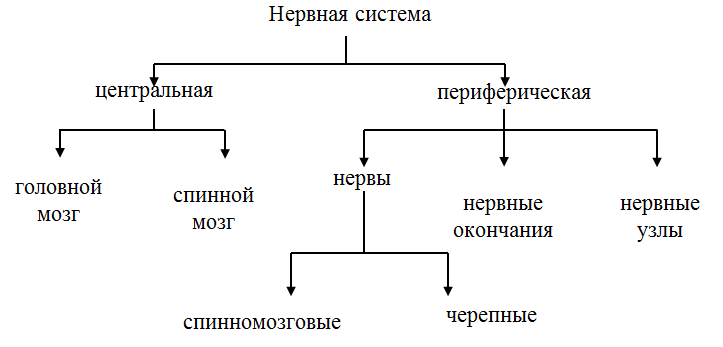 Нервная система
центральная
периферическая
головной
мозг
спинной
мозг
нервы
нервные
окончания
нервные
узлы
спинномозговые
черепные